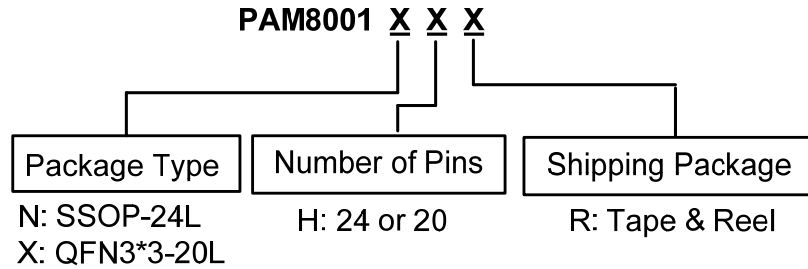 PAM8001 X X X
Package Type
Number of Pins
Shipping Package
N: SSOP-24L
H: 24 or 20
R: Tape & Reel
X: QFN3*3-20L